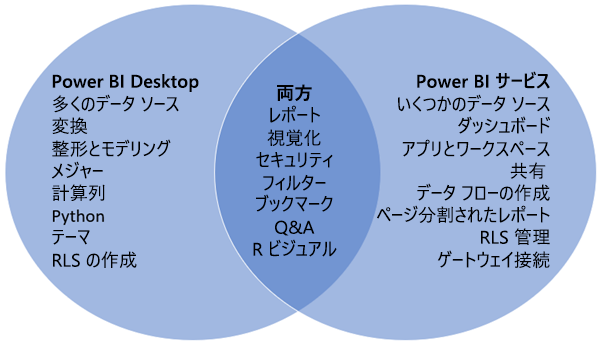 Power BI Desktop
多くのデータ ソース
変換
整形とモデリング
メジャー
計算列
Python
テーマ
RLS の作成
両方
レポート
視覚化
セキュリティ
フィルター
ブックマーク
Q&A
R ビジュアル
Power BI サービス
いくつかのデータ ソース
ダッシュボード
アプリとワークスペース
共有
データ フローの作成
ページ分割されたレポート
RLS 管理
ゲートウェイ接続